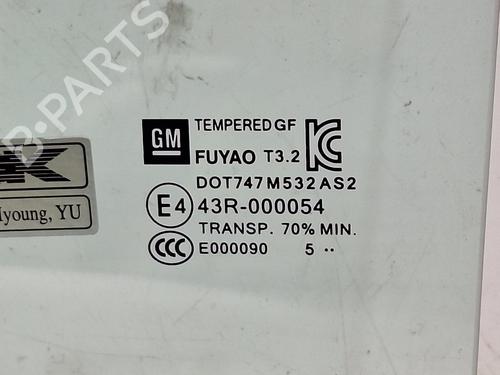 B-PARTS
GM TEMPERED GF KC
FUYAO T3.2
DOT747 M532 AS2
E4 43R-000054
TRANSP. 70% MIN.
CCC E000090 5 ··
young, YU